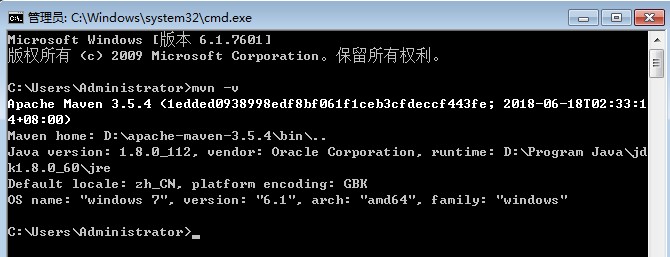 管理员: C:\Windows\system32\cmd.exe
Microsoft Windows [版本 6.1.7601]
版权所有 (c) 2009 Microsoft Corporation。保留所有权利。
C:\Users\Administrator>mvn -v
Apache Maven 3.5.4 (1edded0938998edf8bf061f1ceb3cfdeccf443fe; 2018-06-18T02:33:1
4+08:00)
Maven home: D:\apache-maven-3.5.4\bin\..
Java version: 1.8.0_112, vendor: Oracle Corporation, runtime: D:\Program Java\jd
k1.8.0_60\jre
Default locale: zh_CN, platform encoding: GBK
OS name: "windows 7", version: "6.1", arch: "amd64", family: "windows"
C:\Users\Administrator>